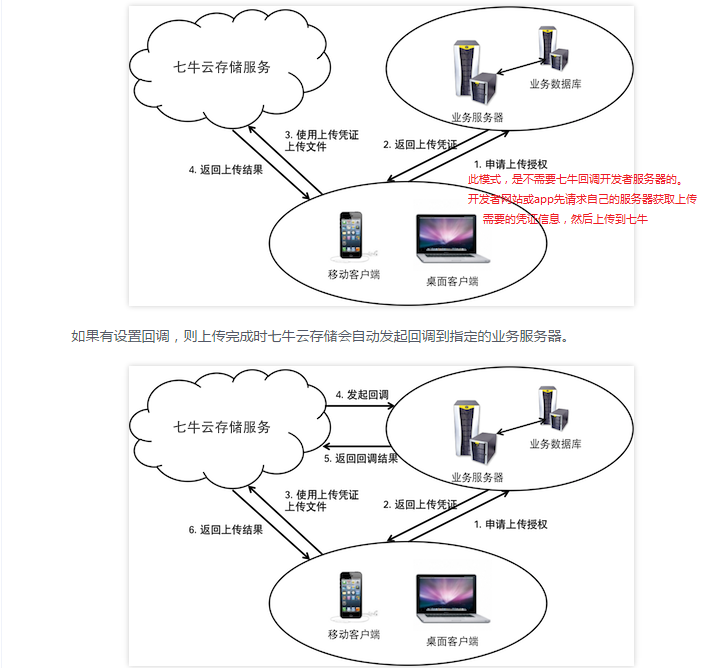 七牛云存储服务
业务数据库
业务服务器
3. 使用上传凭证
上传文件
2. 返回上传凭证
4. 返回上传结果
1. 申请上传授权
此模式，是不需要七牛回调开发者服务器的。
开发者网站或app先请求自己的服务器获取上传
需要的凭证信息，然后上传到七牛
移动客户端
桌面客户端
如果有设置回调，则上传完成时七牛云存储会自动发起回调到指定的业务服务器。
4. 发起回调
七牛云存储服务
业务数据库
5. 返回回调结果
业务服务器
3. 使用上传凭证
上传文件
2. 返回上传凭证
6. 返回上传结果
1. 申请上传授权
移动客户端
桌面客户端